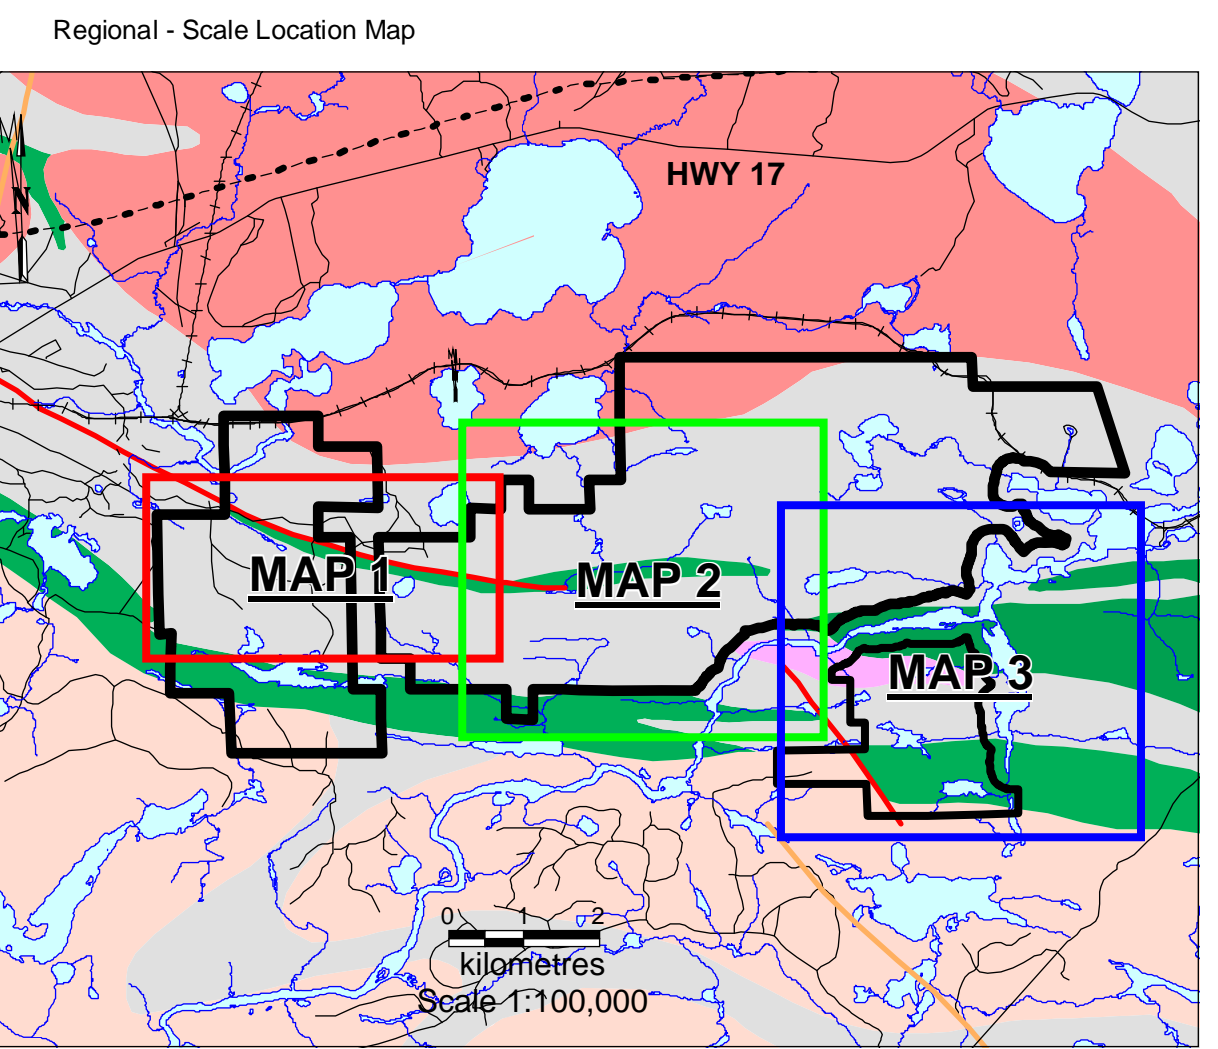 Regional - Scale Location Map
HWY 17
N
MAP 1
MAP 2
MAP 3
0 1 2
kilometres
Scale 1:100,000